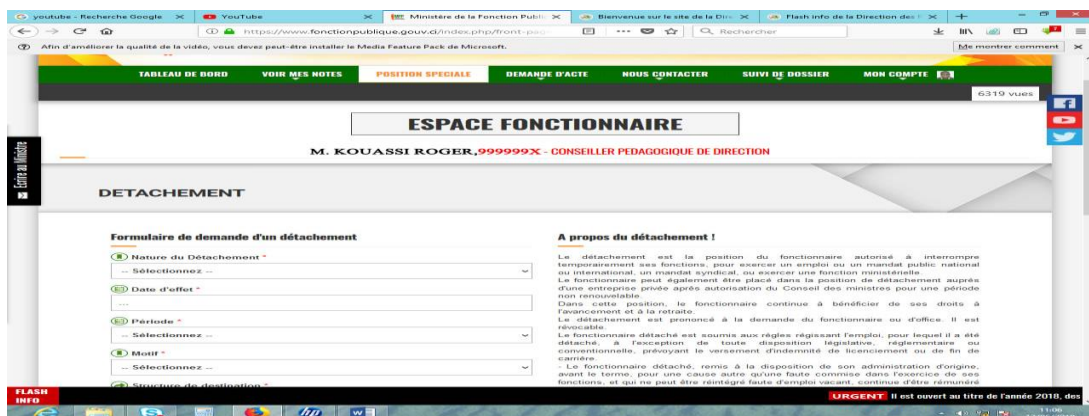 youtube - Recherche Google
YouTube
Ministère de la Fonction Publi
Bienvenue sur le site de la Dire
Flash info de la Direction des
https://www.fonctionpublique.gouv.ci/index.php/front-pag
Rechercher
Afin d'améliorer la qualité de la vidéo, vous devez peut-être installer le Media Feature Pack de Microsoft.
Me montrer comment
TABLEAU DE BORD
VOIR MES NOTES
POSITION SPECIALE
DEMANDE D'ACTE
NOUS CONTACTER
SUIVI DE DOSSIER
MON COMPTE
6319 vues
ESPACE FONCTIONNAIRE
M. KOUASSI ROGER,999999X - CONSEILLER PEDAGOGIQUE DE DIRECTION
Ecrire au Ministre
DETACHEMENT
Formulaire de demande d'un détachement
Nature du Détachement *
-- Sélectionnez --
Date d'effet *
---
Période *
-- Sélectionnez --
Motif *
-- Sélectionnez --
Structure de destination *
A propos du détachement !
Le détachement est la position du fonctionnaire autorisé à interrompre
temporairement ses fonctions, pour exercer un emploi ou un mandat public national
ou international, un mandat syndical, ou exercer une fonction ministérielle.
Le fonctionnaire peut également être placé dans la position de détachement auprès
d'une entreprise privée après autorisation du Conseil des ministres pour une période
non renouvelable.
Dans cette position, le fonctionnaire continue à bénéficier de ses droits à
l'avancement et à la retraite.
Le détachement est prononcé à la demande du fonctionnaire ou d'office. Il est
révocable.
Le fonctionnaire détaché est soumis aux règles régissant l'emploi, pour lequel il a été
détaché, à l'exception de toute disposition législative, réglementaire ou
conventionnelle, prévoyant le versement d'indemnité de licenciement ou de fin de
carrière.
- Le fonctionnaire détaché, remis à la disposition de son administration d'origine,
avant le terme, pour une cause autre qu'une faute commise dans l'exercice de ses
fonctions, et qui ne peut être réintégré faute d'emploi vacant, continue d'être rémunéré
FLASH
INFO
URGENT Il est ouvert au titre de l'année 2018, des
11:06